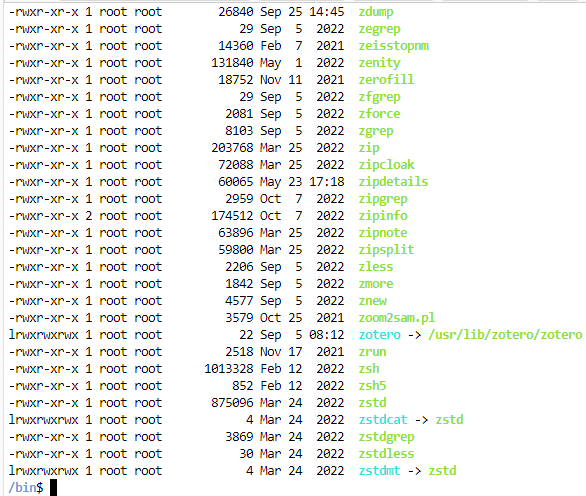 -rwxr-xr-x 1 root root       26840 Sep 25 14:45  zdump
-rwxr-xr-x 1 root root          29 Sep  5  2022  zegrep
-rwxr-xr-x 1 root root       14360 Feb  7  2021  zeisstopnm
-rwxr-xr-x 1 root root      131840 May  1  2022  zenity
-rwxr-xr-x 1 root root       18752 Nov 11  2021  zerofill
-rwxr-xr-x 1 root root          29 Sep  5  2022  zfgrep
-rwxr-xr-x 1 root root        2081 Sep  5  2022  zforce
-rwxr-xr-x 1 root root        8103 Sep  5  2022  zgrep
-rwxr-xr-x 1 root root      203768 Mar 25  2022  zip
-rwxr-xr-x 1 root root       72088 Mar 25  2022  zipcloak
-rwxr-xr-x 1 root root       60065 May 23 17:18  zipdetails
-rwxr-xr-x 1 root root        2959 Oct  7  2022  zipgrep
-rwxr-xr-x 2 root root      174512 Oct  7  2022  zipinfo
-rwxr-xr-x 1 root root       63896 Mar 25  2022  zipnote
-rwxr-xr-x 1 root root       59800 Mar 25  2022  zipsplit
-rwxr-xr-x 1 root root        2206 Sep  5  2022  zless
-rwxr-xr-x 1 root root        1842 Sep  5  2022  zmore
-rwxr-xr-x 1 root root        4577 Sep  5  2022  znew
-rwxr-xr-x 1 root root        3579 Oct 25  2021  zoom2sam.pl
lrwxrwxrwx 1 root root          22 Sep  5 08:12  zotero -> /usr/lib/zotero/zotero
-rwxr-xr-x 1 root root        2518 Nov 17  2021  zrun
-rwxr-xr-x 1 root root     1013328 Feb 12  2022  zsh
-rwxr-xr-x 1 root root         852 Feb 12  2022  zsh5
-rwxr-xr-x 1 root root      875096 Mar 24  2022  zstd
lrwxrwxrwx 1 root root           4 Mar 24  2022  zstdcat -> zstd
-rwxr-xr-x 1 root root        3869 Mar 24  2022  zstdgrep
-rwxr-xr-x 1 root root          30 Mar 24  2022  zstdless
lrwxrwxrwx 1 root root           4 Mar 24  2022  zstdmt -> zstd
/bin$